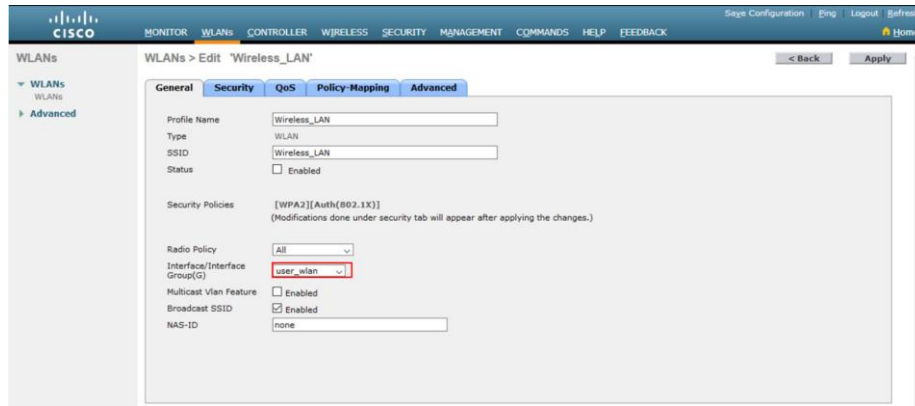 Save Configuration Ping Logout Refres
CISCO
MONITOR WLANs CONTROLLER WIRELESS SECURITY MANAGEMENT COMMANDS HELP FEEDBACK
Hom
WLANs
WLANs > Edit 'Wireless_LAN'
< Back
Apply
WLANs
WLANs
Advanced
General Security QoS Policy-Mapping Advanced
Profile Name Wireless_LAN
Type WLAN
SSID Wireless_LAN
Status Enabled
Security Policies [WPA2][Auth(802.1X)]
(Modifications done under security tab will appear after applying the changes.)
Radio Policy All
Interface/Interface
Group(G) user_wlan
Multicast Vlan Feature Enabled
Broadcast SSID Enabled
NAS-ID none